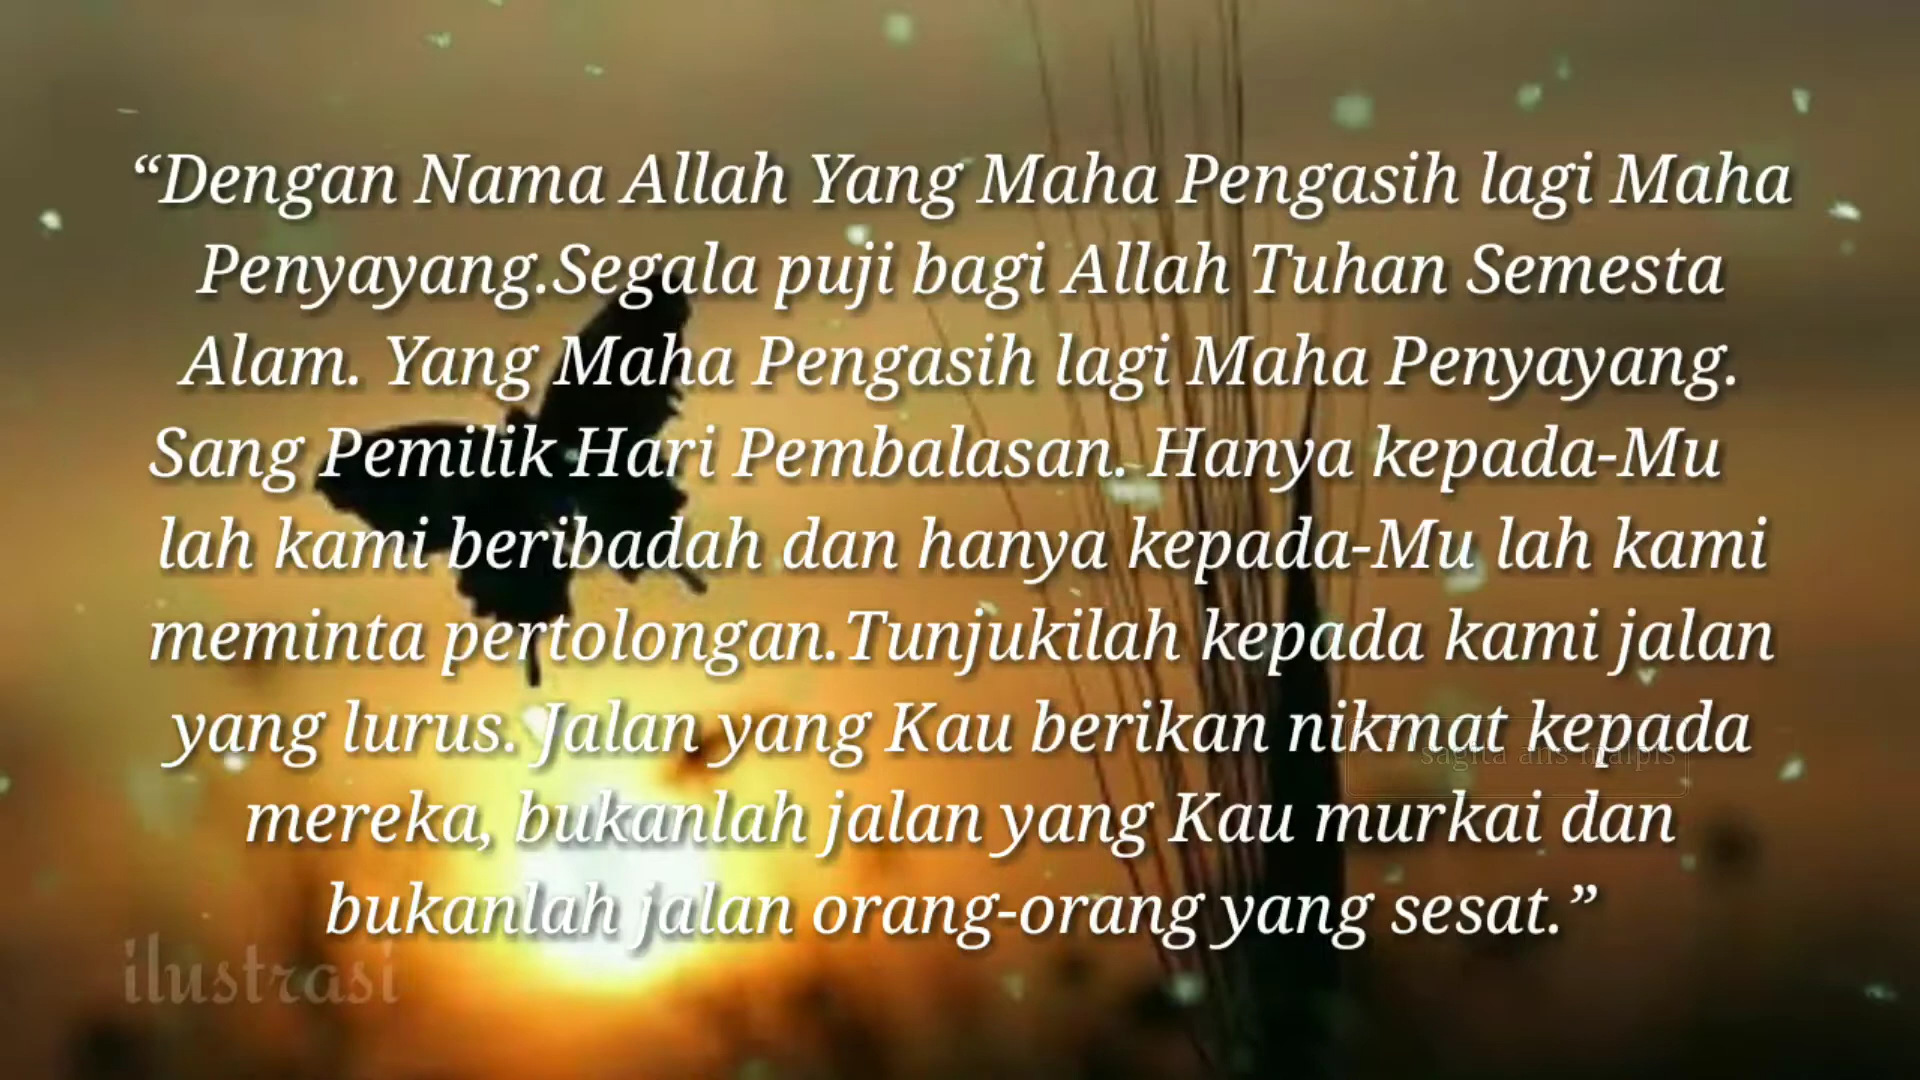 “Dengan Nama Allah Yang Maha Pengasih lagi Maha
Penyayang.Segala puji bagi Allah Tuhan Semesta
Alam. Yang Maha Pengasih lagi Maha Penyayang.
Sang Pemilik Hari Pembalasan. Hanya kepada-Mu
lah kami beribadah dan hanya kepada-Mu lah kami
meminta pertolongan.Tunjukilah kepada kami jalan
yang lurus. Jalan yang Kau berikan nikmat kepada
sagita ans
mereka, bukanlah jalan yang Kau murkai dan
bukanlah jalan orang-orang yang sesat.”
ilustrasi